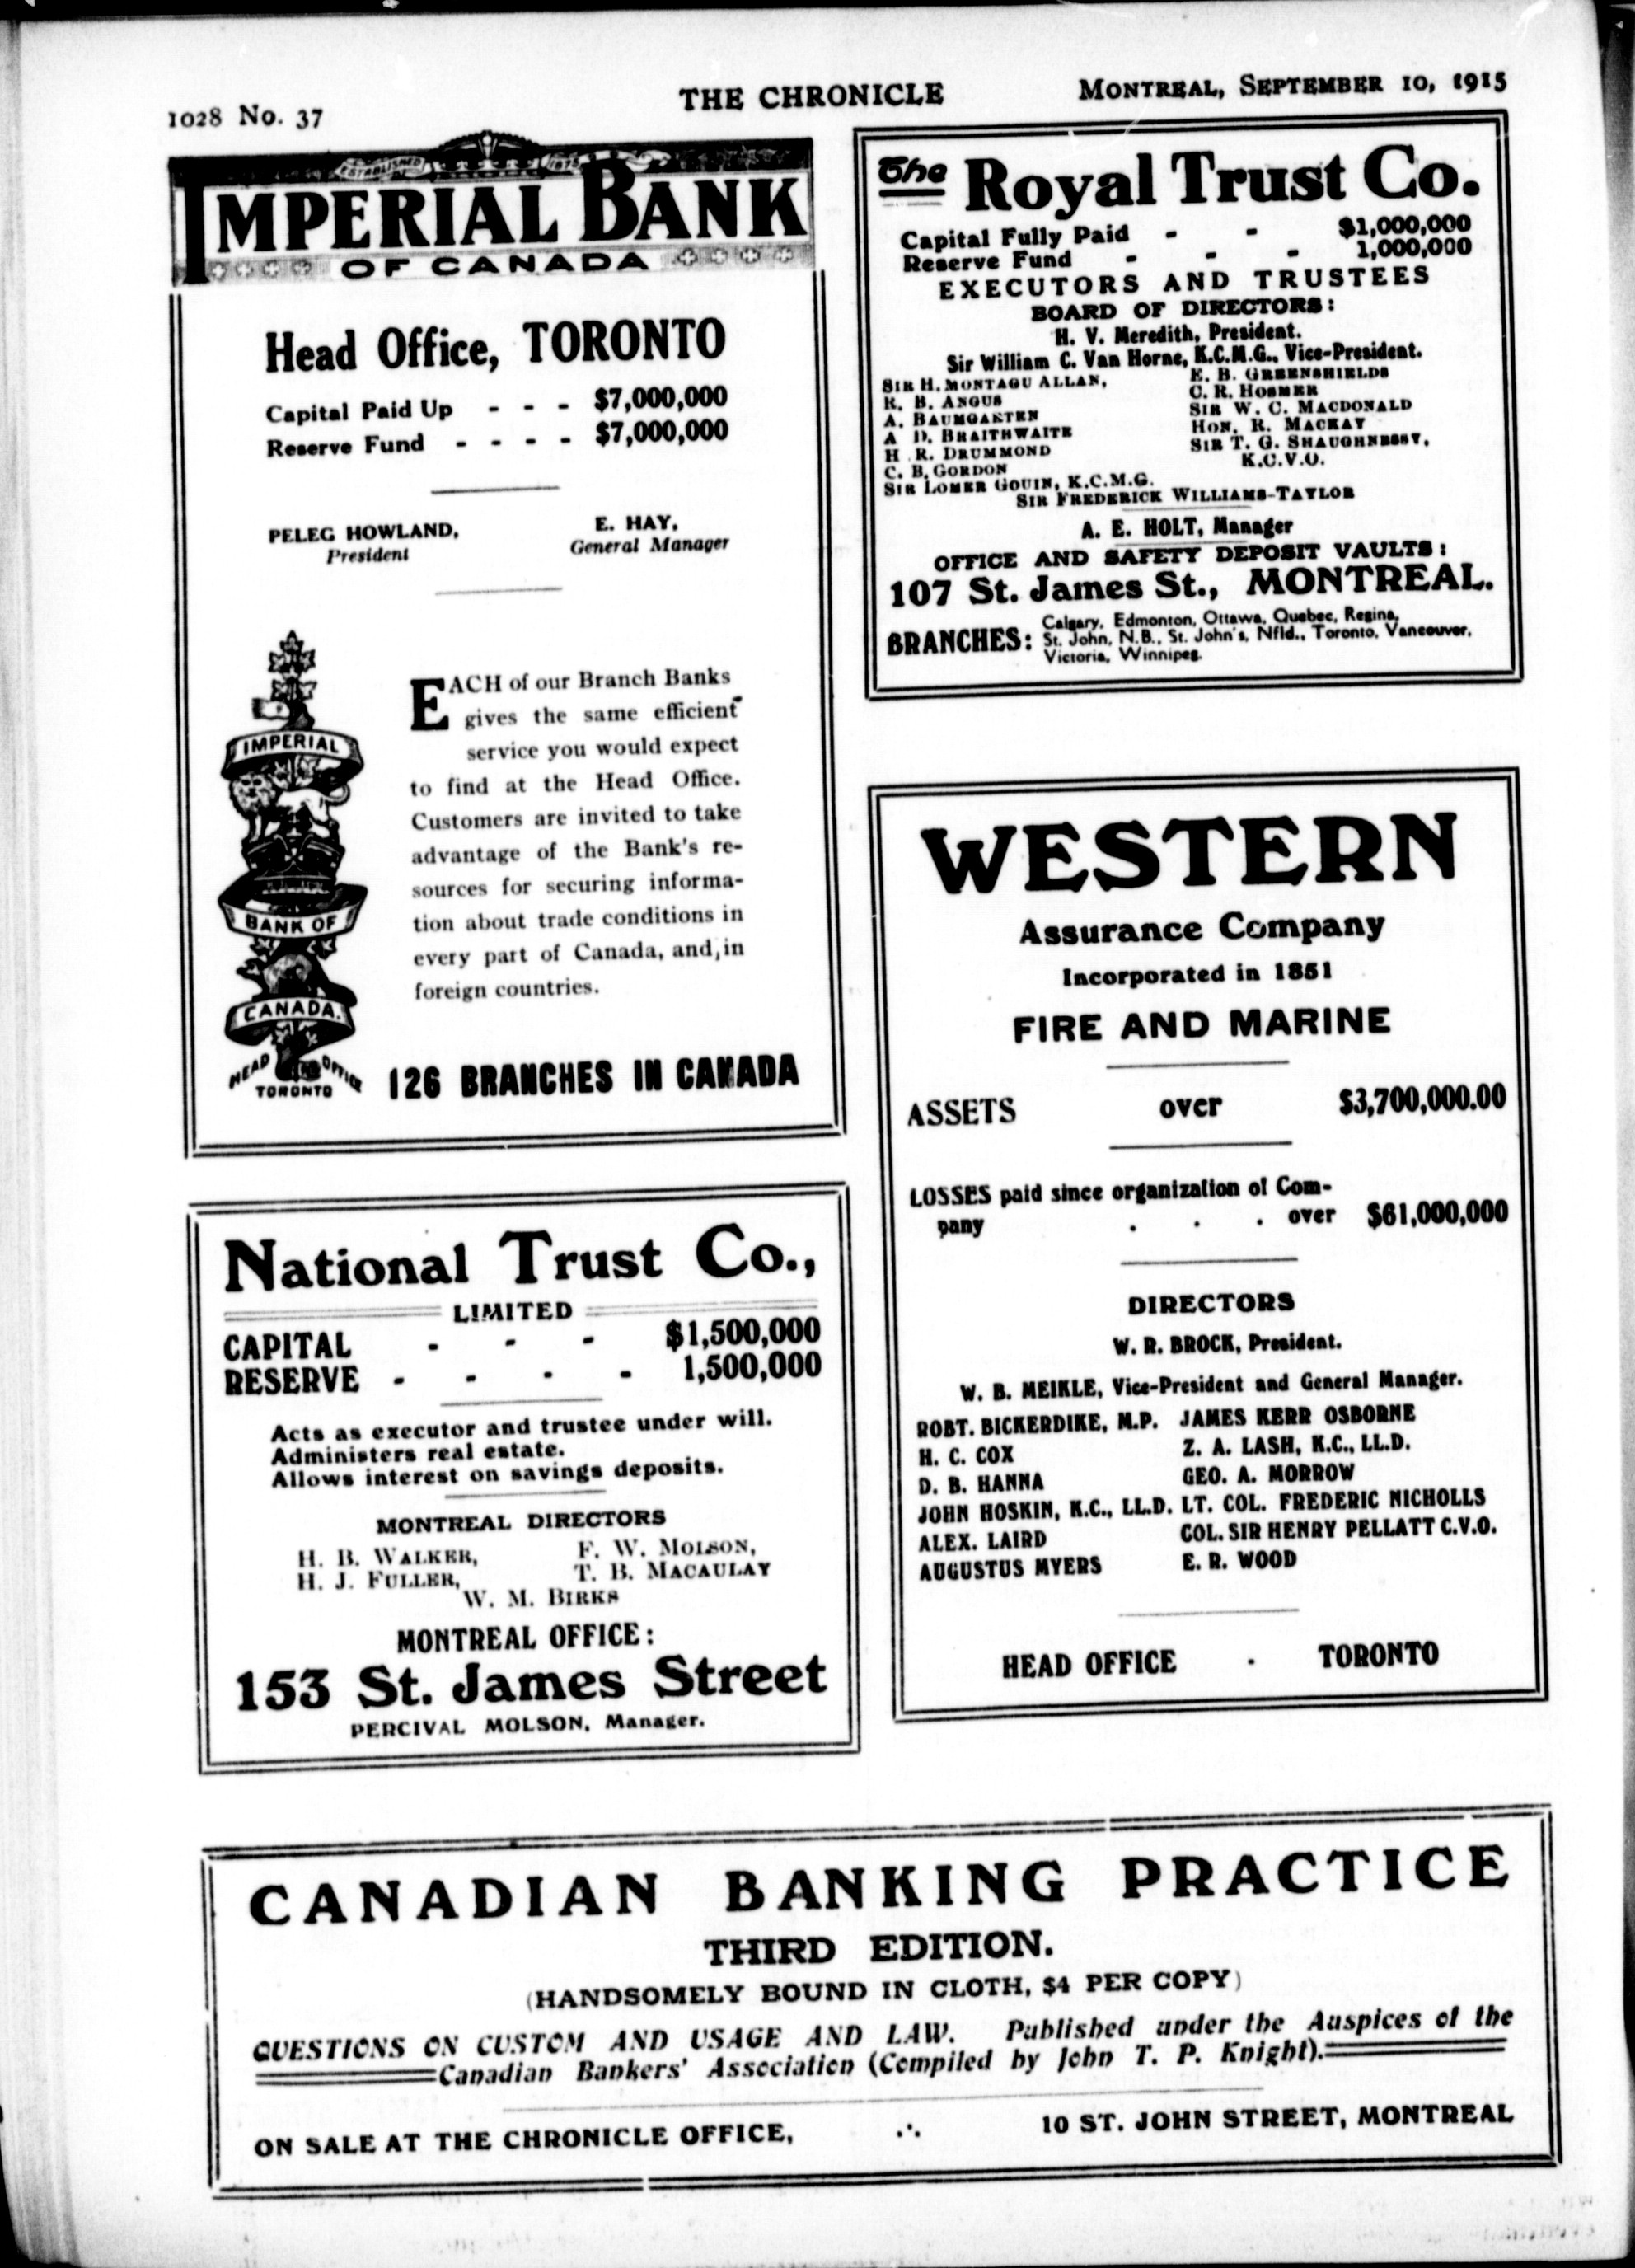 1028 No. 37
THE CHRONICLE
MONTREAL, SEPTEMBER 10, 1915
ESTABLISHED 1875
IMPERIAL BANK
OF CANADA
Head Office, TORONTO
Capital Paid Up - - - $7,000,000
Reserve Fund - - - - $7,000,000
PELEG HOWLAND,
President
E. HAY,
General Manager
IMPERIAL
BANK OF
CANADA.
HEAD OFFICE
TORONTO
EACH of our Branch Banks
gives the same efficient
service you would expect
to find at the Head Office.
Customers are invited to take
advantage of the Bank's re-
sources for securing informa-
tion about trade conditions in
every part of Canada, and, in
foreign countries.
126 BRANCHES IN CANADA
The Royal Trust Co.
Capital Fully Paid - - $1,000,000
Reserve Fund - - - 1,000,000
EXECUTORS AND TRUSTEES
BOARD OF DIRECTORS:
H. V. Meredith, President.
Sir William C. Van Horne, K.C.M.G., Vice-President.
SIR H. MONTAGU ALLAN,
R. B. ANGUS
A. BAUMGARTEN
A D. BRAITHWAITE
H R. DRUMMOND
C. B. GORDON
SIR LOMER GOUIN, K.C.M.G.
E. B. GREENSHIELDS
C. R. HOSMER
SIR W. C. MACDONALD
HON. R. MACKAY
SIR T. G. SHAUGHNESSY,
K.C.V.O.
SIR FREDERICK WILLIAMS-TAYLOR
A. E. HOLT, Manager
OFFICE AND SAFETY DEPOSIT VAULTS:
107 St. James St., MONTREAL.
BRANCHES:
Calgary, Edmonton, Ottawa, Quebec, Regina,
St. John, N.B., St. John's, Nfld., Toronto, Vancouver,
Victoria, Winnipeg.
National Trust Co.,
LIMITED
CAPITAL - - - $1,500,000
RESERVE - - - - 1,500,000
Acts as executor and trustee under will.
Administers real estate.
Allows interest on savings deposits.
MONTREAL DIRECTORS
H. B. WALKER, F. W. MOLSON,
H. J. FULLER, T. B. MACAULAY
W. M. BIRKS
MONTREAL OFFICE:
153 St. James Street
PERCIVAL MOLSON, Manager.
WESTERN
Assurance Company
Incorporated in 1851
FIRE AND MARINE
ASSETS over $3,700,000.00
LOSSES paid since organization of Com-
pany . . . over $61,000,000
DIRECTORS
W. R. BROCK, President.
W. B. MEIKLE, Vice-President and General Manager.
ROBT. BICKERDIKE, M.P. JAMES KERR OSBORNE
H. C. COX Z. A. LASH, K.C., LL.D.
D. B. HANNA GEO. A. MORROW
JOHN HOSKIN, K.C., LL.D. LT. COL. FREDERIC NICHOLLS
ALEX. LAIRD COL. SIR HENRY PELLATT C.V.O.
AUGUSTUS MYERS E. R. WOOD
HEAD OFFICE - TORONTO
CANADIAN BANKING PRACTICE
THIRD EDITION.
(HANDSOMELY BOUND IN CLOTH, $4 PER COPY)
QUESTIONS ON CUSTOM AND USAGE AND LAW. Published under the Auspices of the
Canadian Bankers' Association (Compiled by John T. P. Knight).
ON SALE AT THE CHRONICLE OFFICE, ∴ 10 ST. JOHN STREET, MONTREAL